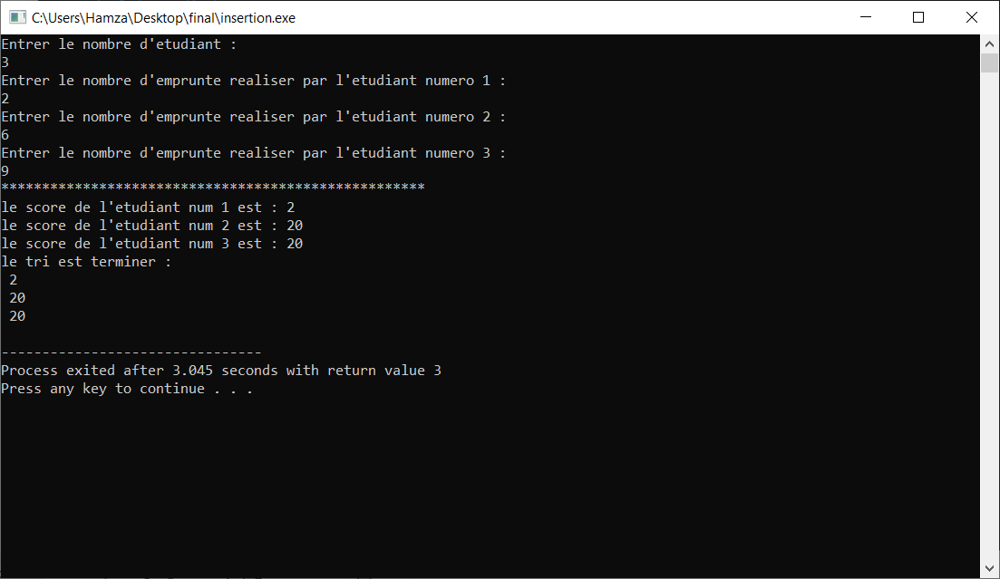 C:\Users\Hamza\Desktop\final\insertion.exe
Entrer le nombre d'etudiant :
3
Entrer le nombre d'emprunte realiser par l'etudiant numero 1 :
2
Entrer le nombre d'emprunte realiser par l'etudiant numero 2 :
6
Entrer le nombre d'emprunte realiser par l'etudiant numero 3 :
9
****************************************************
le score de l'etudiant num 1 est : 2
le score de l'etudiant num 2 est : 20
le score de l'etudiant num 3 est : 20
le tri est terminer :
2
20
20
--------------------------------
Process exited after 3.045 seconds with return value 3
Press any key to continue . . .